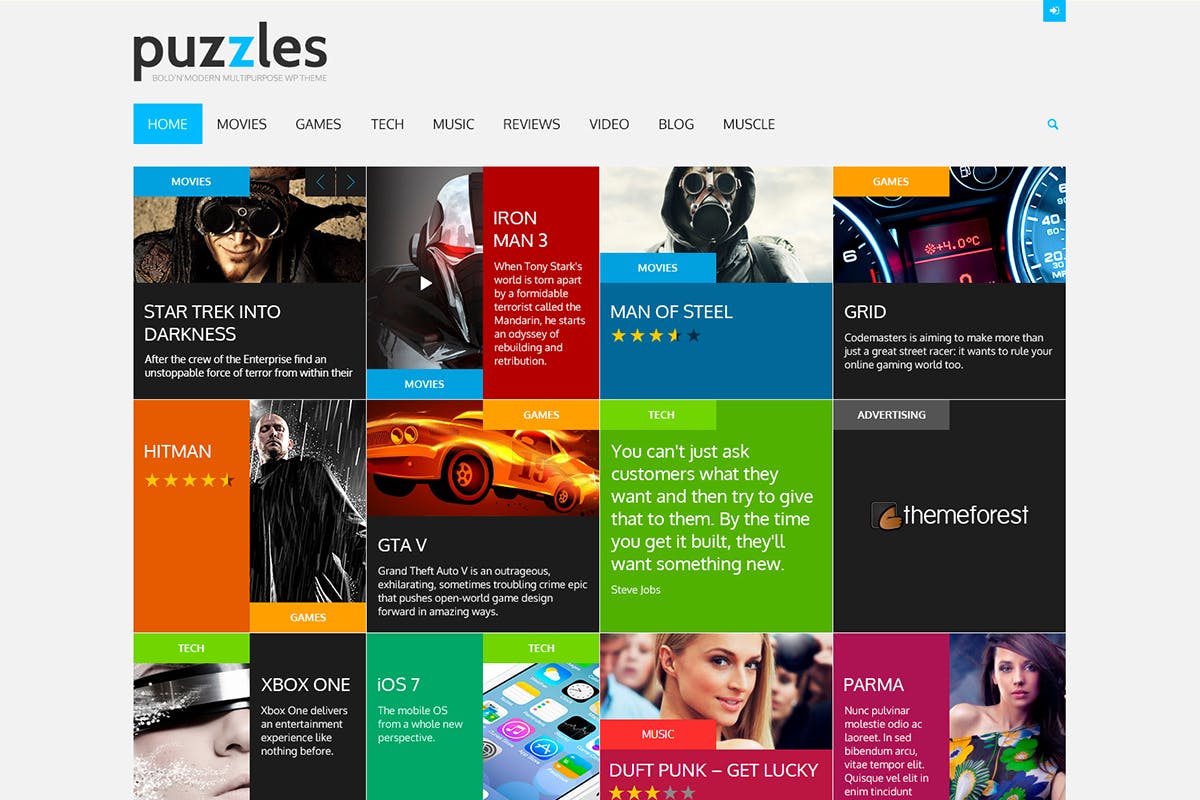 puzzles
BOLD'N'MODERN MULTIPURPOSE WP THEME
HOME MOVIES GAMES TECH MUSIC REVIEWS VIDEO BLOG MUSCLE
MOVIES
STAR TREK INTO
DARKNESS
After the crew of the Enterprise find an
unstoppable force of terror from within their
IRON
MAN 3
When Tony Stark's
world is torn apart
by a formidable
terrorist called the
Mandarin, he starts
an odyssey of
rebuilding and
retribution.
MOVIES
MOVIES
MAN OF STEEL
GAMES
6
+4.0°C
0
6
40
60
20
30
GRID
Codemasters is aiming to make more than
just a great street racer: it wants to rule your
online gaming world too.
HITMAN
GAMES
GAMES
15
GTA V
Grand Theft Auto V is an outrageous,
exhilarating, sometimes troubling crime epic
that pushes open-world game design
forward in amazing ways.
TECH
You can't just ask
customers what they
want and then try to give
that to them. By the time
you get it built, they'll
want something new.
Steve Jobs
ADVERTISING
themeforest
TECH
XBOX ONE
Xbox One delivers
an entertainment
experience like
nothing before.
iOS 7
The mobile OS
from a whole new
perspective.
TECH
MUSIC
DUFT PUNK – GET LUCKY
PARMA
Nunc pulvinar
molestie odio ac
laoreet. In sed
bibendum arcu,
vitae tempor elit.
Quisque vel elit in
enim tincidunt